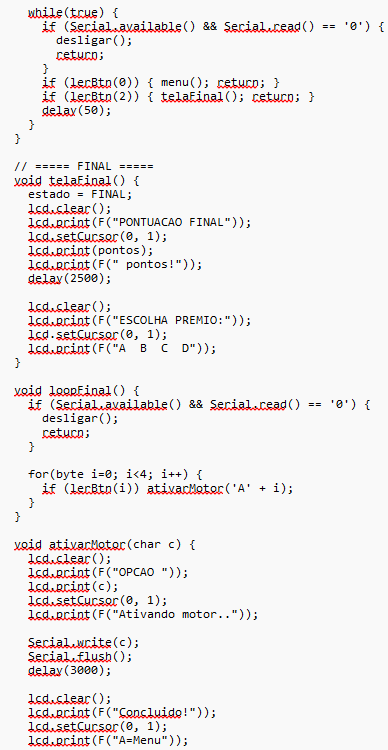 while(true) {
if (Serial.available() && Serial.read() == '0') {
desligar();
return;
}
if (lerBtn(0)) { menu(); return; }
if (lerBtn(2)) { telaFinal(); return; }
delay(50);
}
}
// ===== FINAL =====
void telaFinal() {
estado = FINAL;
lcd.clear();
lcd.print(F("PONTUACAO FINAL"));
lcd.setCursor(0, 1);
lcd.print(pontos);
lcd.print(F(" pontos!"));
delay(2500);
lcd.clear();
lcd.print(F("ESCOLHA PREMIO:"));
lcd.setCursor(0, 1);
lcd.print(F("A  B  C  D"));
}
void loopFinal() {
if (Serial.available() && Serial.read() == '0') {
desligar();
return;
}
for(byte i=0; i<4; i++) {
if (lerBtn(i)) ativarMotor('A' + i);
}
}
void ativarMotor(char c) {
lcd.clear();
lcd.print(F("OPCAO "));
lcd.print(c);
lcd.setCursor(0, 1);
lcd.print(F("Ativando motor.."));
Serial.write(c);
Serial.flush();
delay(3000);
lcd.clear();
lcd.print(F("Concluido!"));
lcd.setCursor(0, 1);
lcd.print(F("A=Menu"));